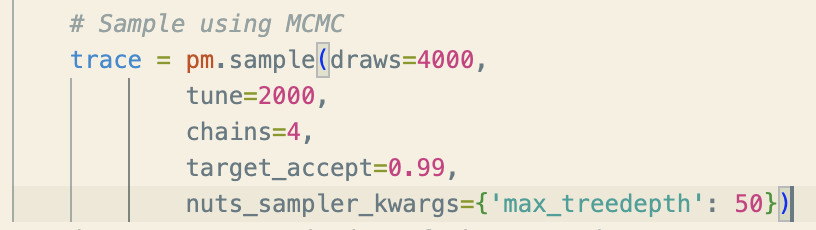 # Sample using MCMC
trace = pm.sample(draws=4000,
tune=2000,
chains=4,
target_accept=0.99,
nuts_sampler_kwargs={'max_treedepth': 50})